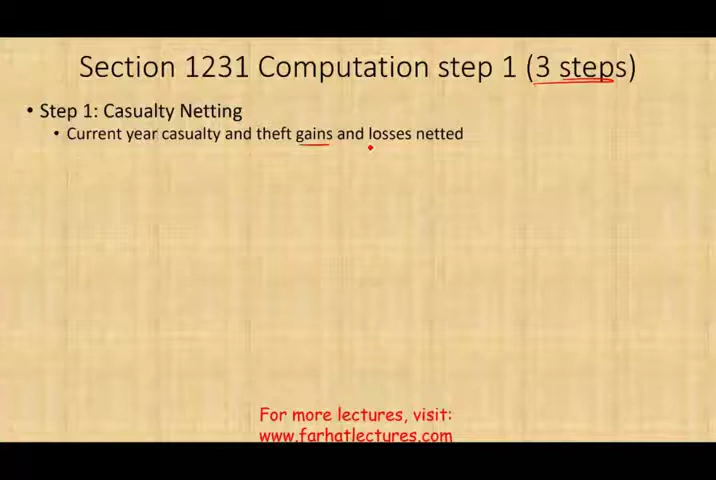 Section 1231 Computation step 1 (3 steps)
• Step 1: Casualty Netting
• Current year casualty and theft gains and losses netted
For more lectures, visit:
www.farhatlectures.com